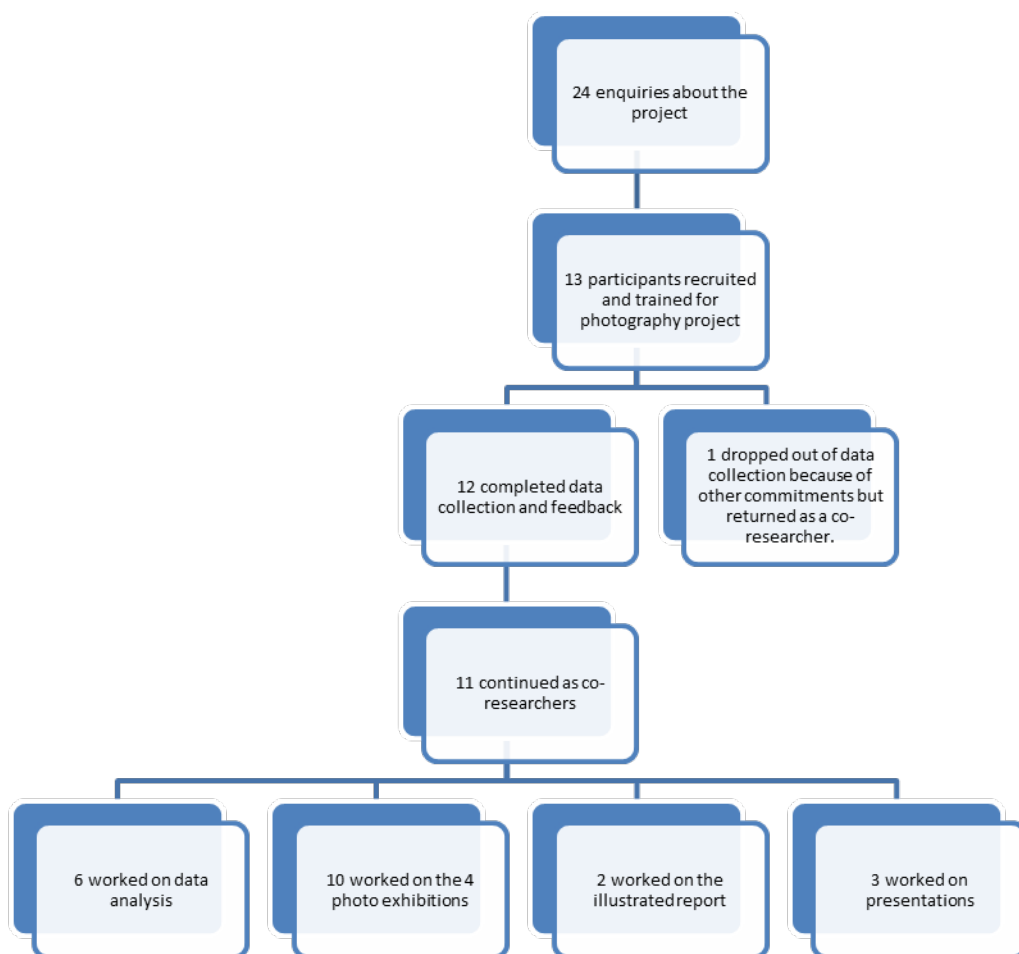 24 enquiries about the
project
13 participants recruited
and trained for
photography project
12 completed data
collection and feedback
1 dropped out of data
collection because of
other commitments but
returned as a co-
researcher.
11 continued as co-
researchers
6 worked on data
analysis
10 worked on the 4
photo exhibitions
2 worked on the
illustrated report
3 worked on
presentations